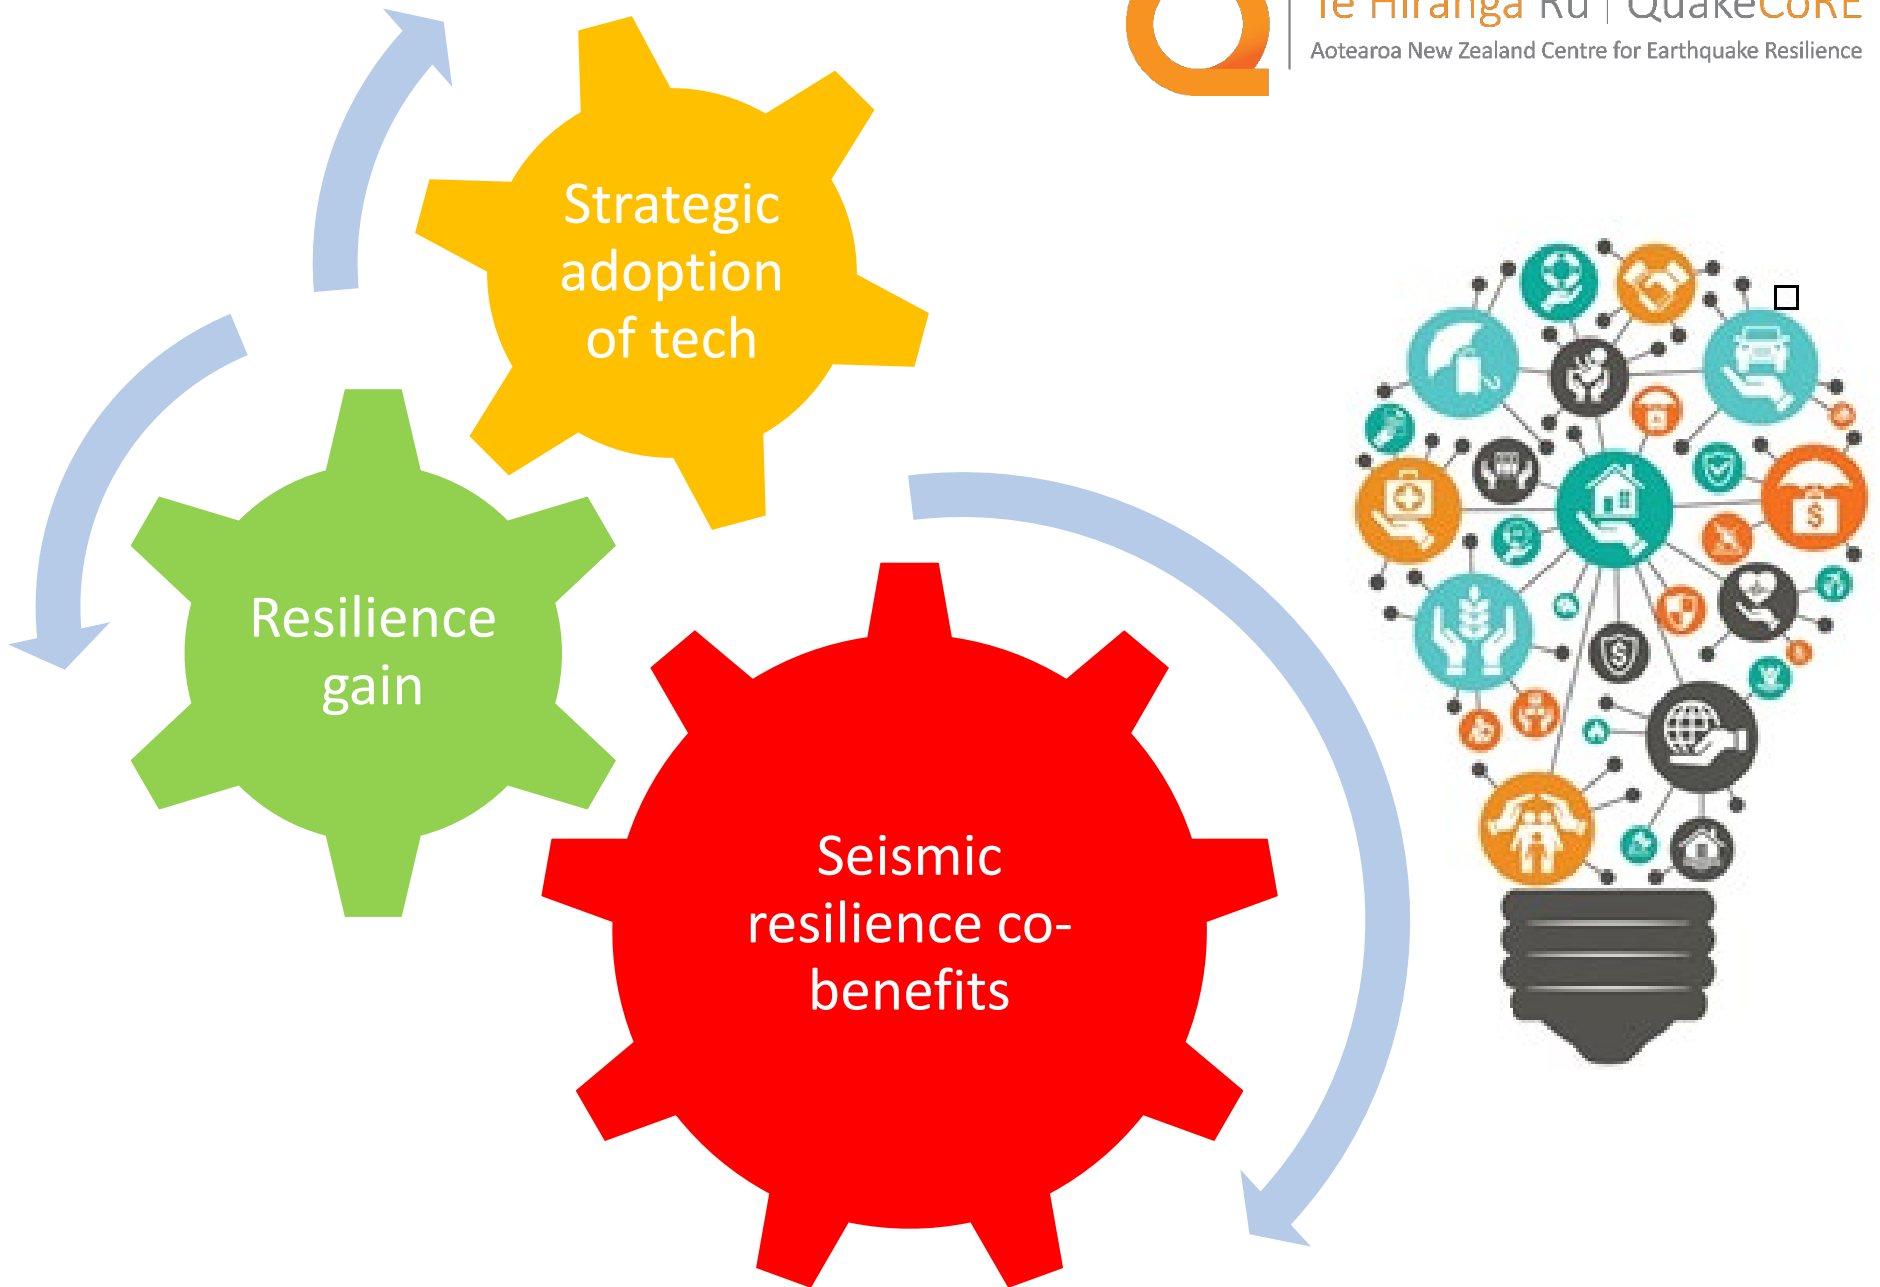 Te Hiranga Rū | QuakeCoRE
Aotearoa New Zealand Centre for Earthquake Resilience
Strategic
adoption
of tech
Resilience
gain
Seismic
resilience co-
benefits
$
$